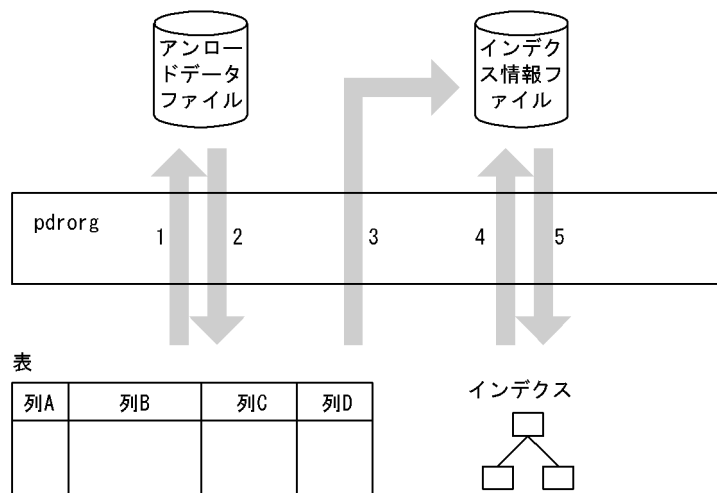 アンロー
ドデータ
ファイル
インデク
ス情報フ
ァイル
pdrorg
1
2
3
4
5
表
列A
列B
列C
列D
インデクス